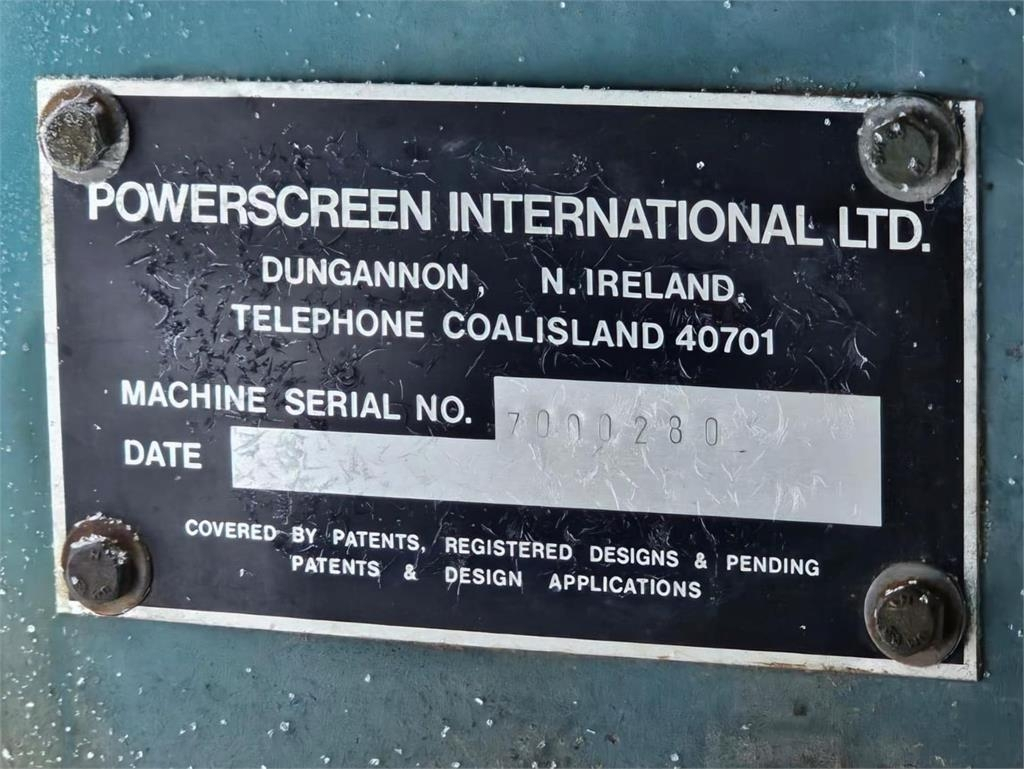 POWERSCREEN INTERNATIONAL LTD.
DUNGANNON, N. IRELAND.
TELEPHONE COALISLAND 40701
MACHINE SERIAL NO. 7000280
DATE
COVERED BY PATENTS, REGISTERED DESIGNS & PENDING
PATENTS & DESIGN APPLICATIONS